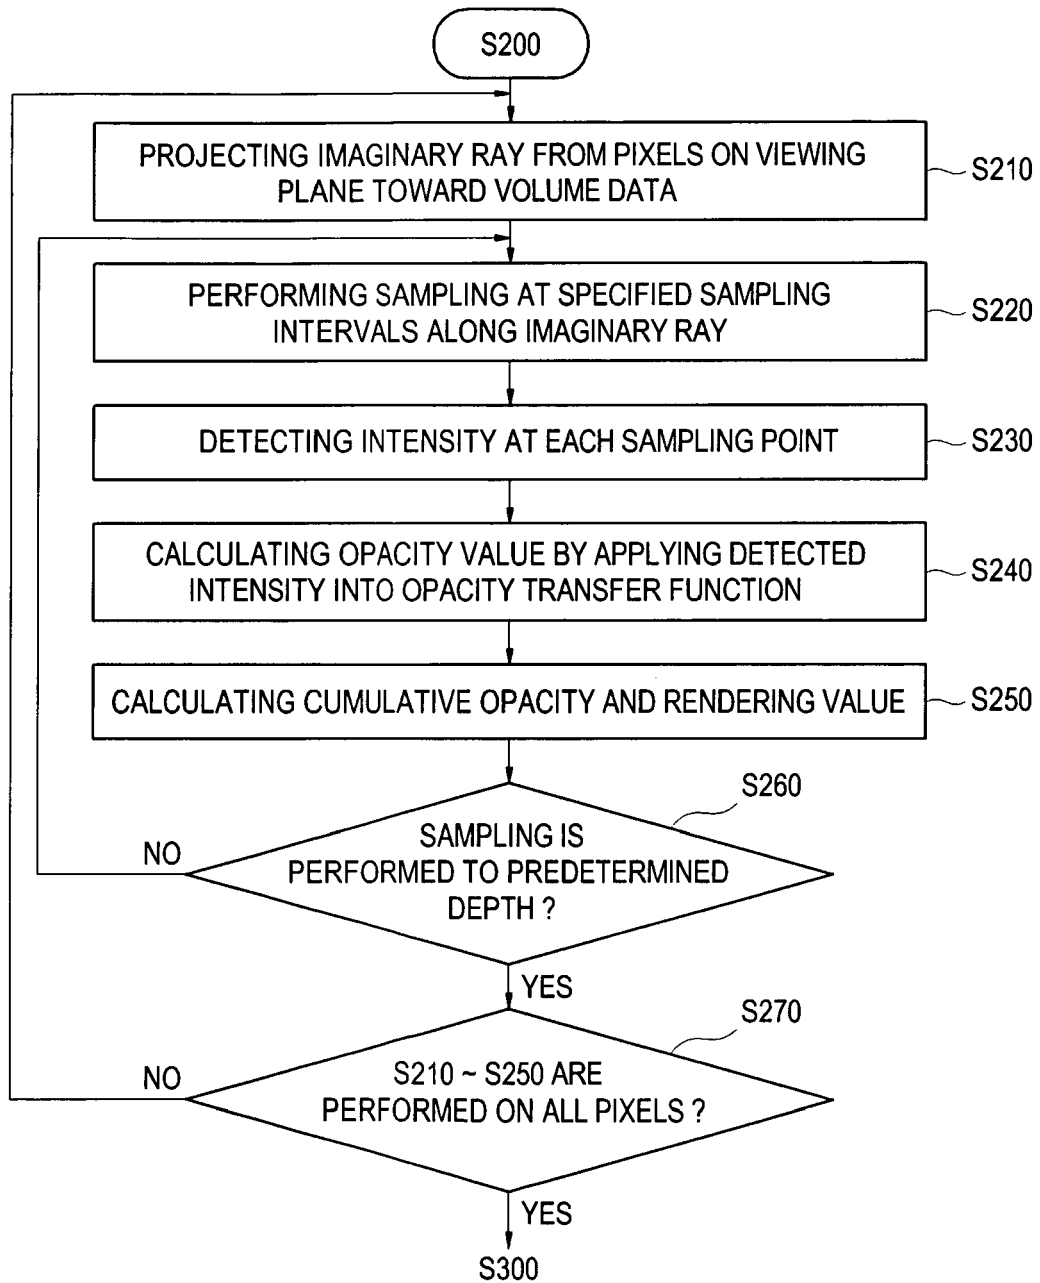 S200
PROJECTING IMAGINARY RAY FROM PIXELS ON VIEWING
PLANE TOWARD VOLUME DATA
S210
PERFORMING SAMPLING AT SPECIFIED SAMPLING
INTERVALS ALONG IMAGINARY RAY
S220
DETECTING INTENSITY AT EACH SAMPLING POINT
S230
CALCULATING OPACITY VALUE BY APPLYING DETECTED
INTENSITY INTO OPACITY TRANSFER FUNCTION
S240
CALCULATING CUMULATIVE OPACITY AND RENDERING VALUE
S250
S260
SAMPLING IS
PERFORMED TO PREDETERMINED
DEPTH ?
NO
YES
S270
S210 ~ S250 ARE
PERFORMED ON ALL PIXELS ?
NO
YES
S300